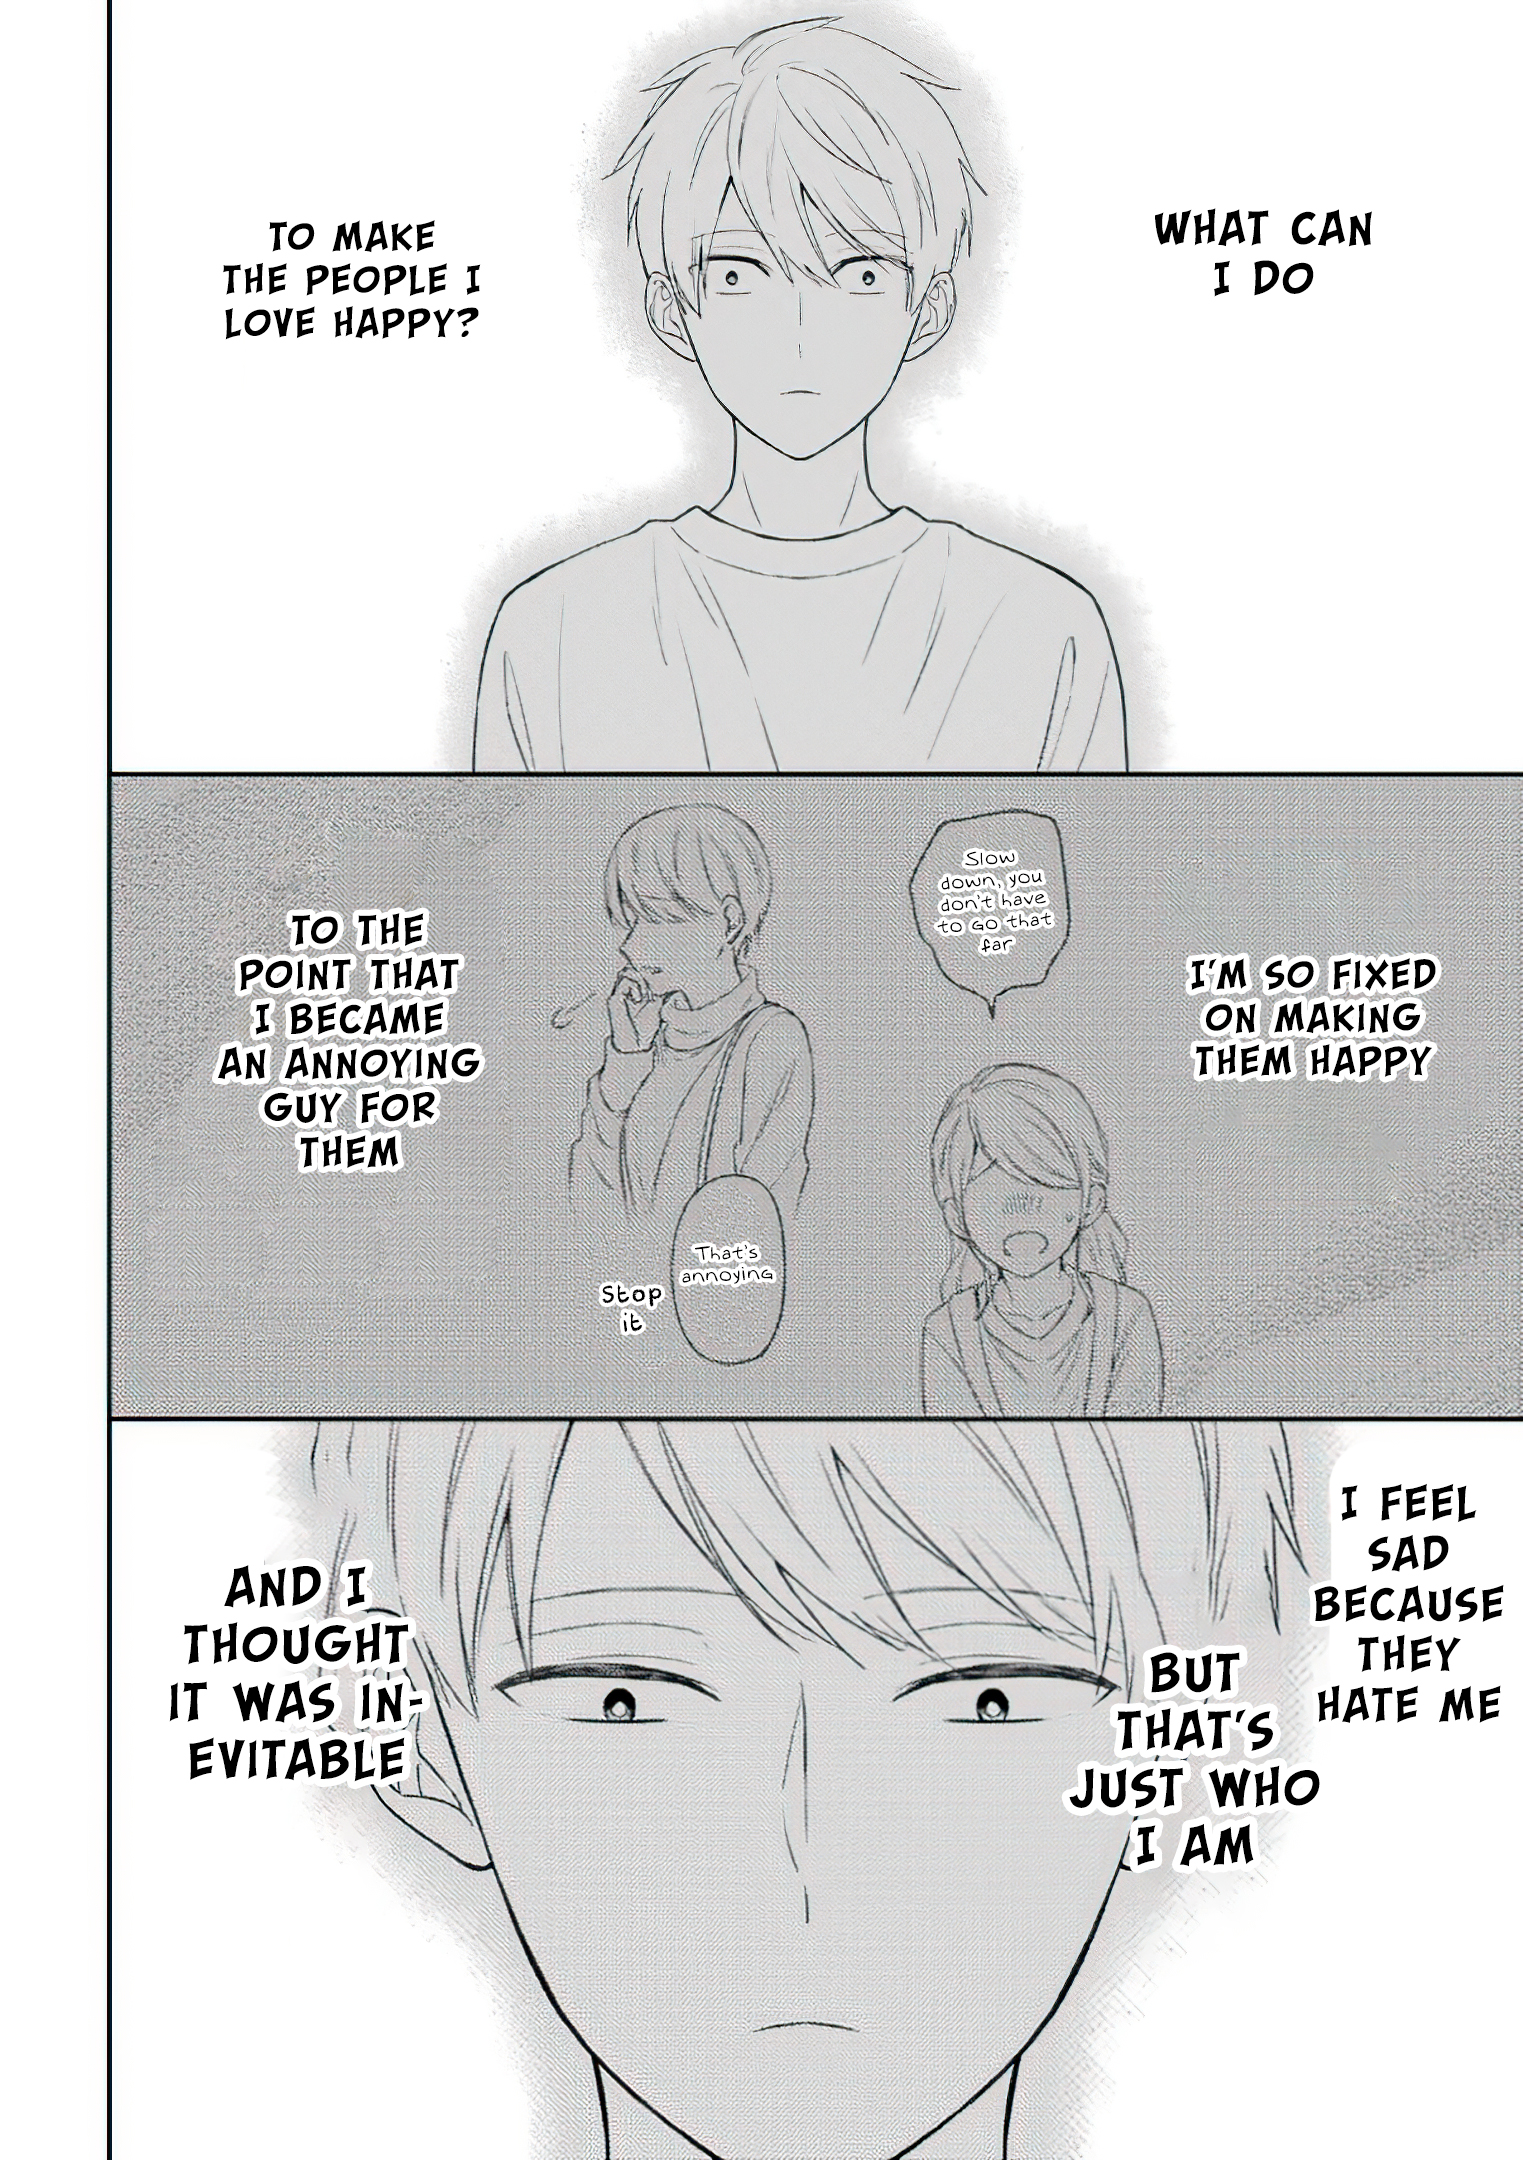 WHAT CAN
I DO
TO MAKE
THE PEOPLE I
LOVE HAPPY?
I'M SO FIXED
ON MAKING
THEM HAPPY
Slow
down, you
don't have
to go that
far
That's
annoying
Stop
it
TO THE
POINT THAT
I BECAME
AN ANNOYING
GUY FOR
THEM
I FEEL
SAD
BECAUSE
THEY
HATE ME
BUT
THAT'S
JUST WHO
I AM
AND I
THOUGHT
IT WAS IN-
EVITABLE